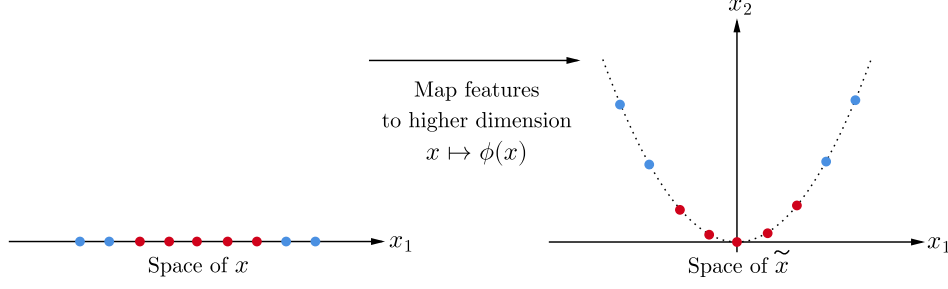 x₂
Map features
to higher dimension
x ↦ ϕ(x)
x₁
x₁
Space of x
Space of x̃